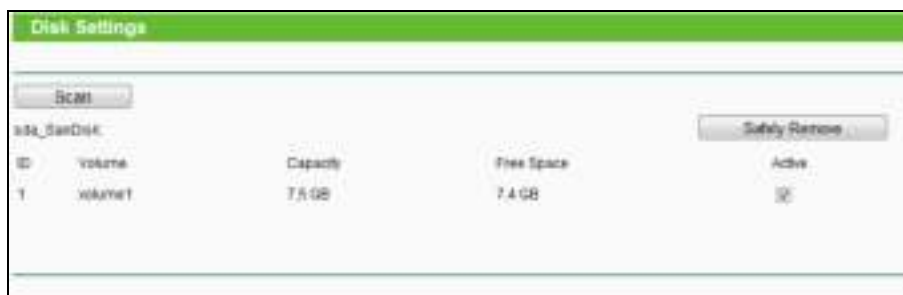 Disk Settings
Scan
sda_SanDisk
Safely Remove
ID Volume Capacity Free Space Active
1 volume1 7.5 GB 7.4 GB